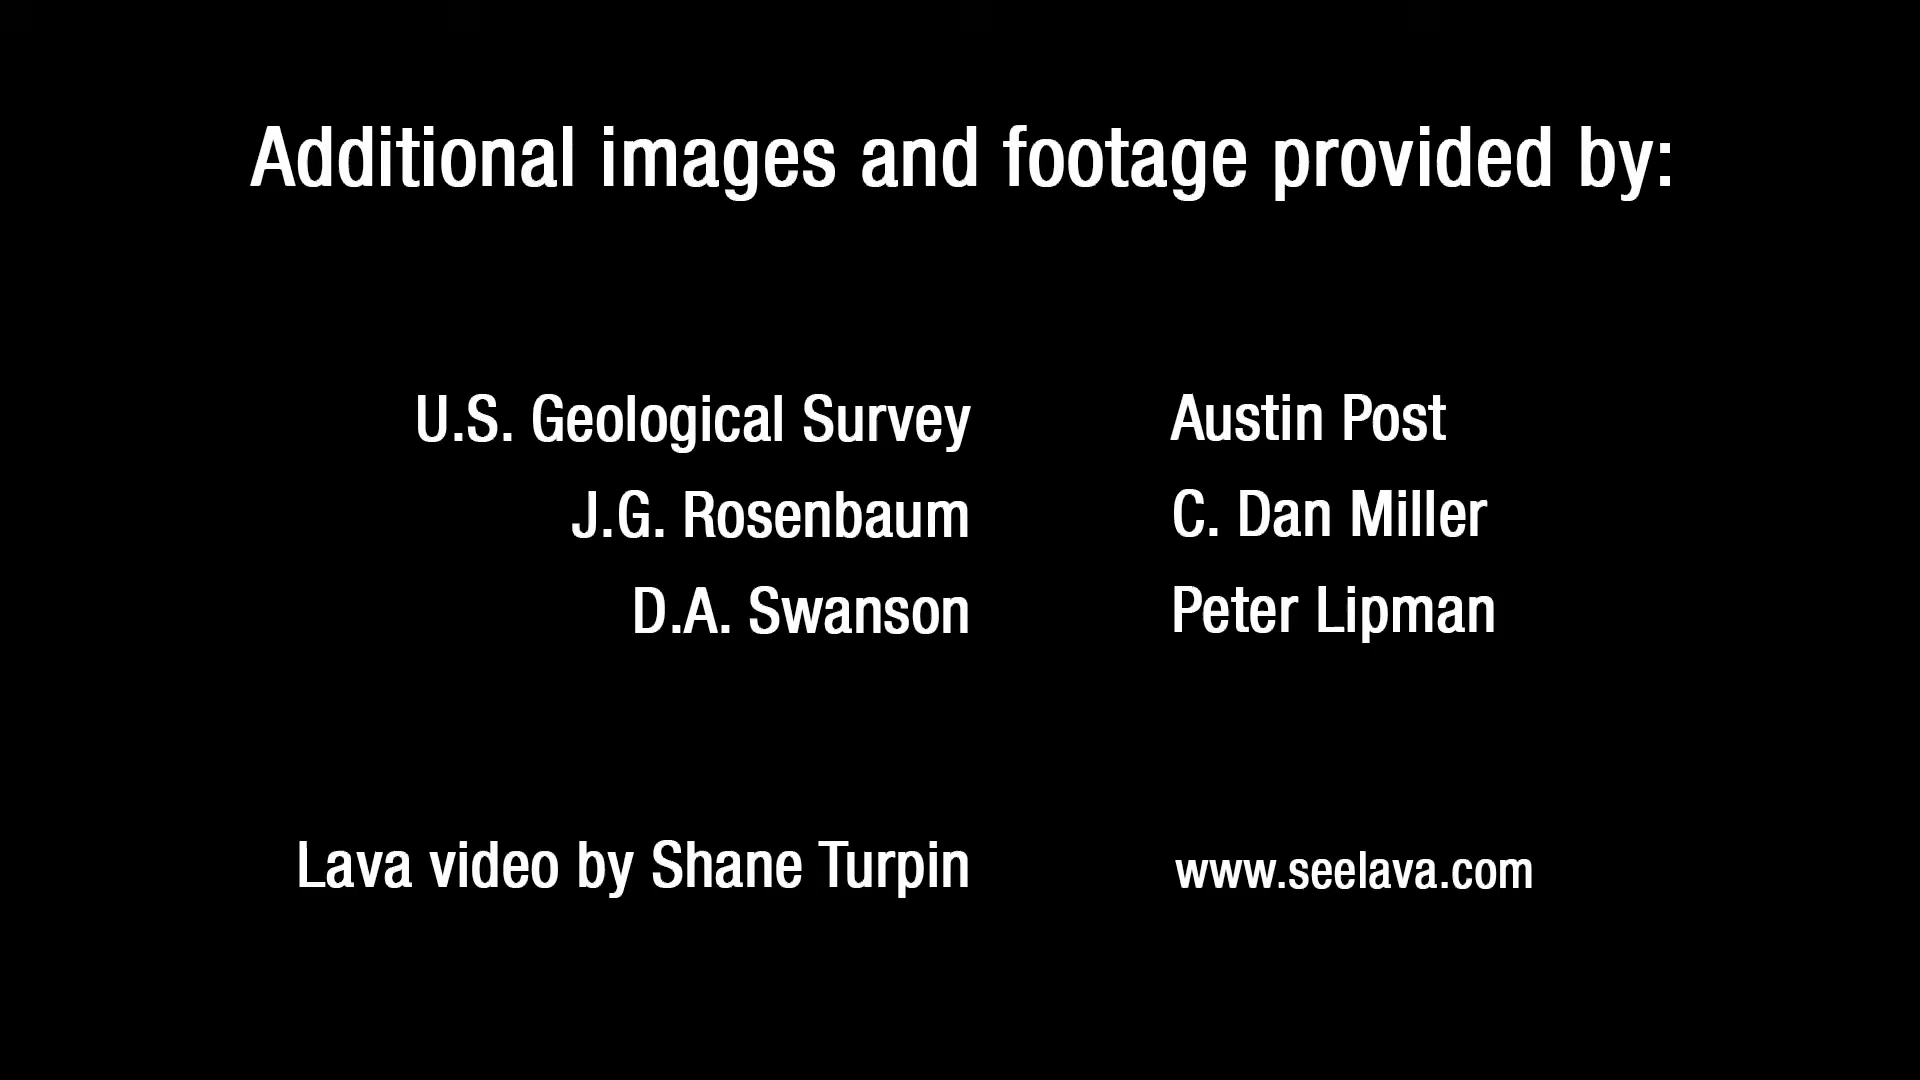 Additional images and footage provided by:
U.S. Geological Survey
Austin Post
J.G. Rosenbaum
C. Dan Miller
D.A. Swanson
Peter Lipman
Lava video by Shane Turpin
www.seelava.com